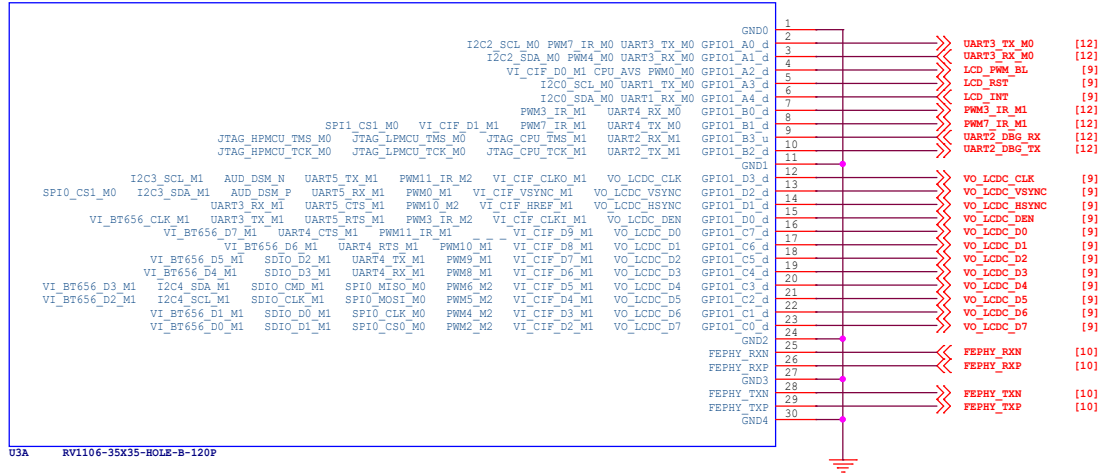 GND0 1
I2C2_SCL_M0 PWM7_IR_M0 UART3_TX_M0 GPIO1_A0_d 2 UART3_TX_M0 [12]
I2C2_SDA_M0 PWM4_M0 UART3_RX_M0 GPIO1_A1_d 3 UART3_RX_M0 [12]
VI_CIF_D0_M1 CPU_AVS PWM0_M0 GPIO1_A2_d 4 LCD_PWM_BL [9]
I2C0_SCL_M0 UART1_TX_M0 GPIO1_A3_d 5 LCD_RST [9]
I2C0_SDA_M0 UART1_RX_M0 GPIO1_A4_d 6 LCD_INT [9]
PWM3_IR_M1 UART4_RX_M0 GPIO1_B0_d 7 PWM3_IR_M1 [12]
SPI1_CS1_M0 VI_CIF_D1_M1 PWM7_IR_M1 UART4_TX_M0 GPIO1_B1_d 8 PWM7_IR_M1 [12]
JTAG_HPMCU_TMS_M0 JTAG_LPMCU_TMS_M0 JTAG_CPU_TMS_M1 UART2_RX_M1 GPIO1_B3_u 9 UART2_DBG_RX [12]
JTAG_HPMCU_TCK_M0 JTAG_LPMCU_TCK_M0 JTAG_CPU_TCK_M1 UART2_TX_M1 GPIO1_B2_d 10 UART2_DBG_TX [12]
GND1 11
I2C3_SCL_M1 AUD_DSM_N UART5_TX_M1 PWM11_IR_M2 VI_CIF_CLKO_M1 VO_LCDC_CLK GPIO1_D3_d 12 VO_LCDC_CLK [9]
SPI0_CS1_M0 I2C3_SDA_M1 AUD_DSM_P UART5_RX_M1 PWM0_M1 VI_CIF_VSYNC_M1 VO_LCDC_VSYNC GPIO1_D2_d 13 VO_LCDC_VSYNC [9]
UART3_RX_M1 UART5_CTS_M1 PWM10_M2 VI_CIF_HREF_M1 VO_LCDC_HSYNC GPIO1_D1_d 14 VO_LCDC_HSYNC [9]
VI_BT656_CLK_M1 UART3_TX_M1 UART5_RTS_M1 PWM3_IR_M2 VI_CIF_CLKI_M1 VO_LCDC_DEN GPIO1_D0_d 15 VO_LCDC_DEN [9]
VI_BT656_D7_M1 UART4_CTS_M1 PWM11_IR_M1 VI_CIF_D9_M1 VO_LCDC_D0 GPIO1_C7_d 16 VO_LCDC_D0 [9]
VI_BT656_D6_M1 UART4_RTS_M1 PWM10_M1 VI_CIF_D8_M1 VO_LCDC_D1 GPIO1_C6_d 17 VO_LCDC_D1 [9]
VI_BT656_D5_M1 SDIO_D2_M1 UART4_TX_M1 PWM9_M1 VI_CIF_D7_M1 VO_LCDC_D2 GPIO1_C5_d 18 VO_LCDC_D2 [9]
VI_BT656_D4_M1 SDIO_D3_M1 UART4_RX_M1 PWM8_M1 VI_CIF_D6_M1 VO_LCDC_D3 GPIO1_C4_d 19 VO_LCDC_D3 [9]
VI_BT656_D3_M1 I2C4_SDA_M1 SDIO_CMD_M1 SPI0_MISO_M0 PWM6_M2 VI_CIF_D5_M1 VO_LCDC_D4 GPIO1_C3_d 20 VO_LCDC_D4 [9]
VI_BT656_D2_M1 I2C4_SCL_M1 SDIO_CLK_M1 SPI0_MOSI_M0 PWM5_M2 VI_CIF_D4_M1 VO_LCDC_D5 GPIO1_C2_d 21 VO_LCDC_D5 [9]
VI_BT656_D1_M1 SDIO_D0_M1 SPI0_CLK_M0 PWM4_M2 VI_CIF_D3_M1 VO_LCDC_D6 GPIO1_C1_d 22 VO_LCDC_D6 [9]
VI_BT656_D0_M1 SDIO_D1_M1 SPI0_CS0_M0 PWM2_M2 VI_CIF_D2_M1 VO_LCDC_D7 GPIO1_C0_d 23 VO_LCDC_D7 [9]
GND2 24
FEPHY_RXN 25 FEPHY_RXN [10]
FEPHY_RXP 26 FEPHY_RXP [10]
GND3 27
FEPHY_TXN 28 FEPHY_TXN [10]
FEPHY_TXP 29 FEPHY_TXP [10]
GND4 30
U3A RV1106-35X35-HOLE-B-120P